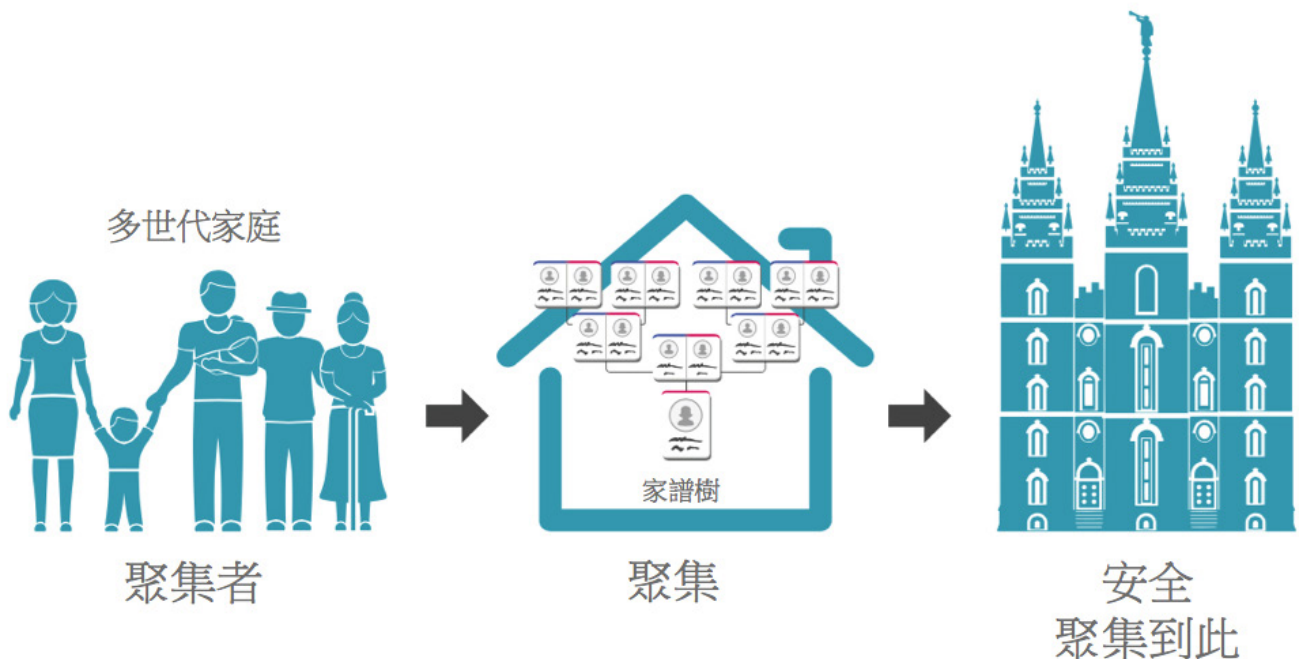 多世代家庭
聚集者
家譜樹
聚集
安全
聚集到此